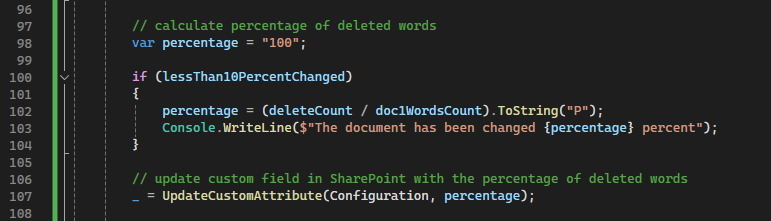 96
97 // calculate percentage of deleted words
98 var percentage = "100";
99
100 if (lessThan10PercentChanged)
101 {
102 percentage = (deleteCount / doc1WordsCount).ToString("P");
103 Console.WriteLine($"The document has been changed {percentage} percent");
104 }
105
106 // update custom field in SharePoint with the percentage of deleted words
107 _ = UpdateCustomAttribute(Configuration, percentage);
108